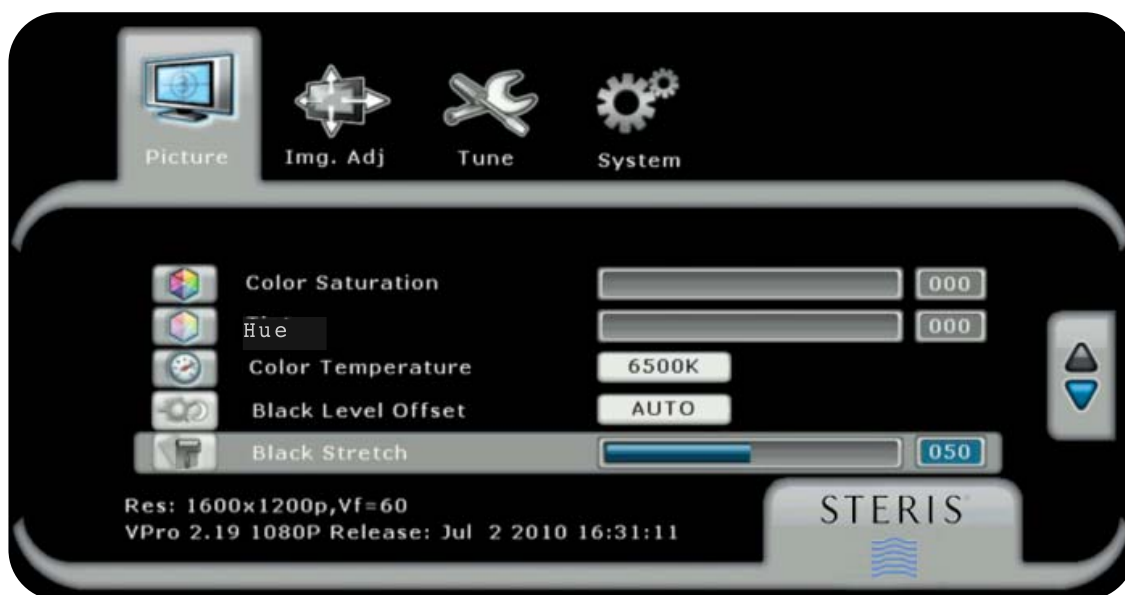 Picture
Img. Adj
Tune
System
Color Saturation 000
Hue 000
Color Temperature 6500K
Black Level Offset AUTO
Black Stretch 050
Res: 1600x1200p,Vf=60
VPro 2.19 1080P Release: Jul 2 2010 16:31:11
STERIS